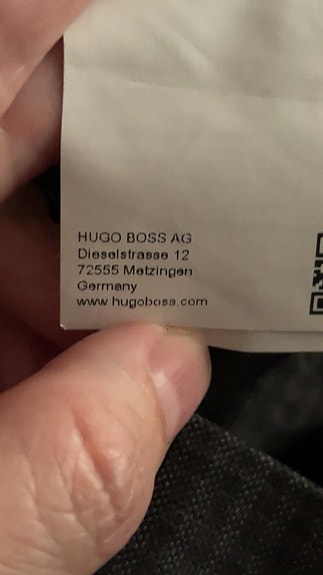 HUGO BOSS AG
Dieselstrasse 12
72555 Metzingen
Germany
www.hugoboss.com